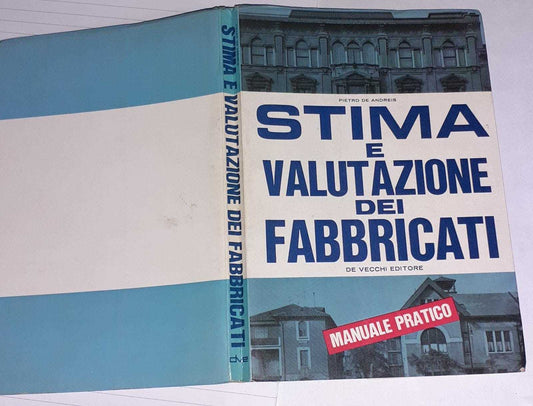 STIMA E VALUTAZIONE DEI FABBRICATI
dve
PIETRO DE ANDREIS
STIMA
E
VALUTAZIONE
DEI
FABBRICATI
DE VECCHI EDITORE
MANUALE PRATICO